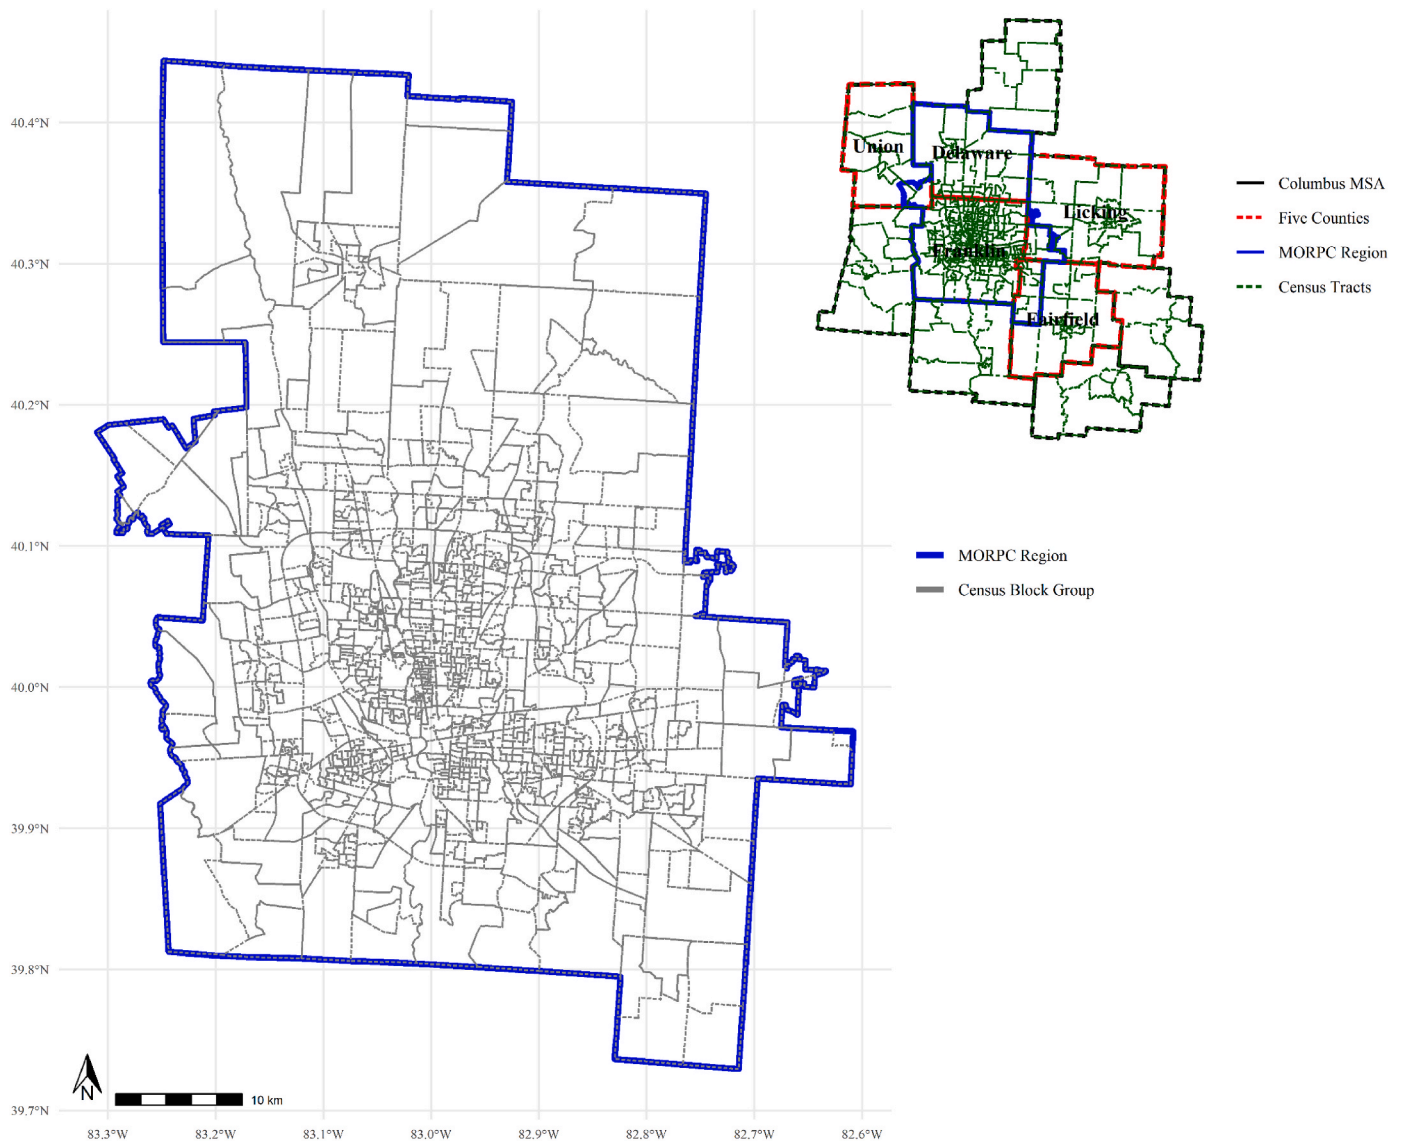 Union
Delaware
Licking
Franklin
Fairfield
Columbus MSA
Five Counties
MORPC Region
Census Tracts
MORPC Region
Census Block Group
40.4°N
40.3°N
40.2°N
40.1°N
40.0°N
39.9°N
39.8°N
39.7°N
N
10 km
83.3°W 83.2°W 83.1°W 83.0°W 82.9°W 82.8°W 82.7°W 82.6°W